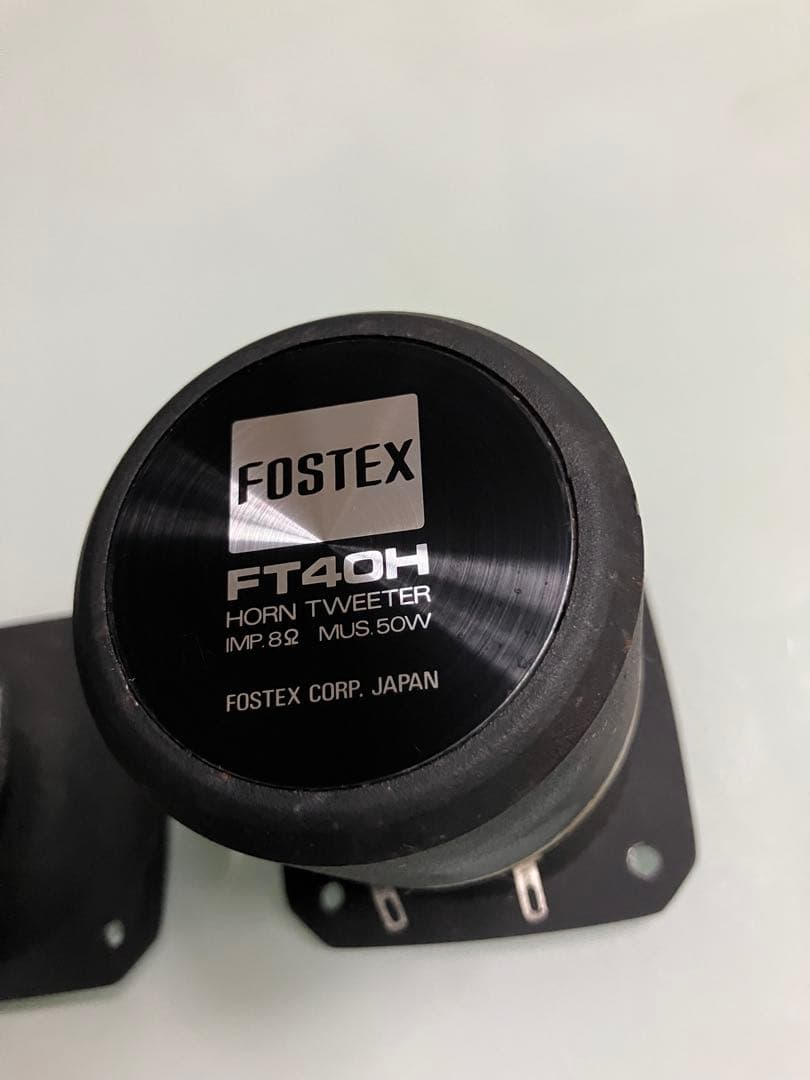 FOSTEX
FT40H
HORN TWEETER
IMP. 8Ω MUS. 50W
FOSTEX CORP. JAPAN